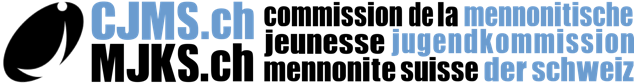 CJMS.ch
MJKS.ch
commission de la mennonitische
jeunesse jugendkommission
mennonite suisse der schweiz